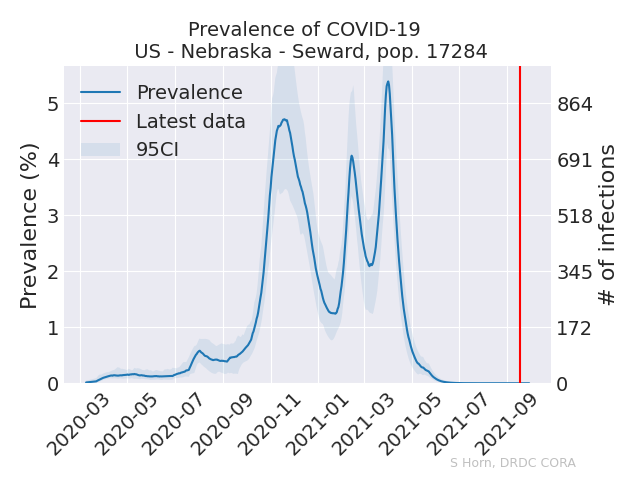 Prevalence of COVID-19
US - Nebraska - Seward, pop. 17284
Prevalence
Latest data
95CI
Prevalence (%)
5
4
3
2
1
0
864
691
518
345
172
0
# of infections
2020-03
2020-05
2020-07
2020-09
2020-11
2021-01
2021-03
2021-05
2021-07
2021-09
S Horn, DRDC CORA